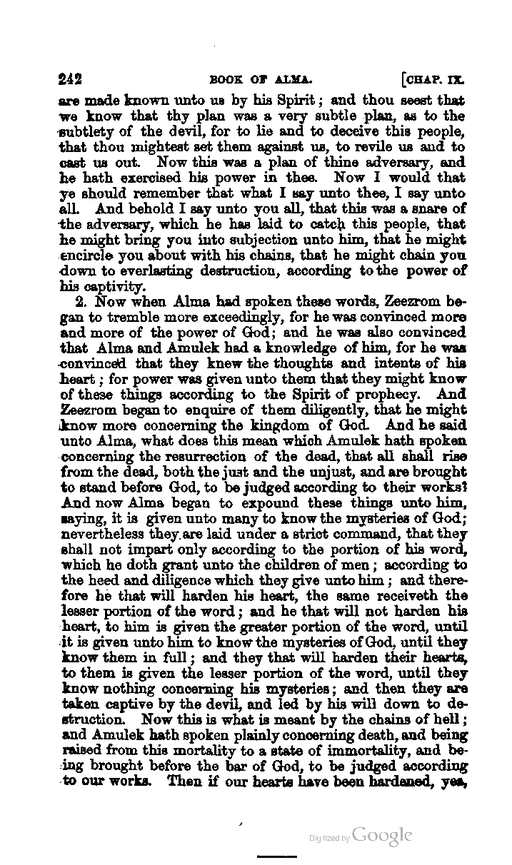 242 BOOK OF ALMA. [CHAP. IX.
are made known unto us by his Spirit; and thou seest that
we know that thy plan was a very subtle plan, as to the
subtlety of the devil, for to lie and to deceive this people,
that thou mightest set them against us, to revile us and to
cast us out. Now this was a plan of thine adversary, and
he hath exercised his power in thee. Now I would that
ye should remember that what I say unto thee, I say unto
all. And behold I say unto you all, that this was a snare of
the adversary, which he has laid to catch this people, that
he might bring you into subjection unto him, that he might
encircle you about with his chains, that he might chain you
down to everlasting destruction, according to the power of
his captivity.
2. Now when Alma had spoken these words, Zeezrom be-
gan to tremble more exceedingly, for he was convinced more
and more of the power of God; and he was also convinced
that Alma and Amulek had a knowledge of him, for he was
convinced that they knew the thoughts and intents of his
heart; for power was given unto them that they might know
of these things according to the Spirit of prophecy. And
Zeezrom began to enquire of them diligently, that he might
know more concerning the kingdom of God. And he said
unto Alma, what does this mean which Amulek hath spoken
concerning the resurrection of the dead, that all shall rise
from the dead, both the just and the unjust, and are brought
to stand before God, to be judged according to their works?
And now Alma began to expound these things unto him,
saying, it is given unto many to know the mysteries of God;
nevertheless they are laid under a strict command, that they
shall not impart only according to the portion of his word,
which he doth grant unto the children of men; according to
the heed and diligence which they give unto him; and there-
fore he that will harden his heart, the same receiveth the
lesser portion of the word; and he that will not harden his
heart, to him is given the greater portion of the word, until
it is given unto him to know the mysteries of God, until they
know them in full; and they that will harden their hearts,
to them is given the lesser portion of the word, until they
know nothing concerning his mysteries; and then they are
taken captive by the devil, and led by his will down to de-
struction. Now this is what is meant by the chains of hell;
and Amulek hath spoken plainly concerning death, and being
raised from this mortality to a state of immortality, and be-
ing brought before the bar of God, to be judged according
to our works. Then if our hearts have been hardened, yea,
Digitized by Google